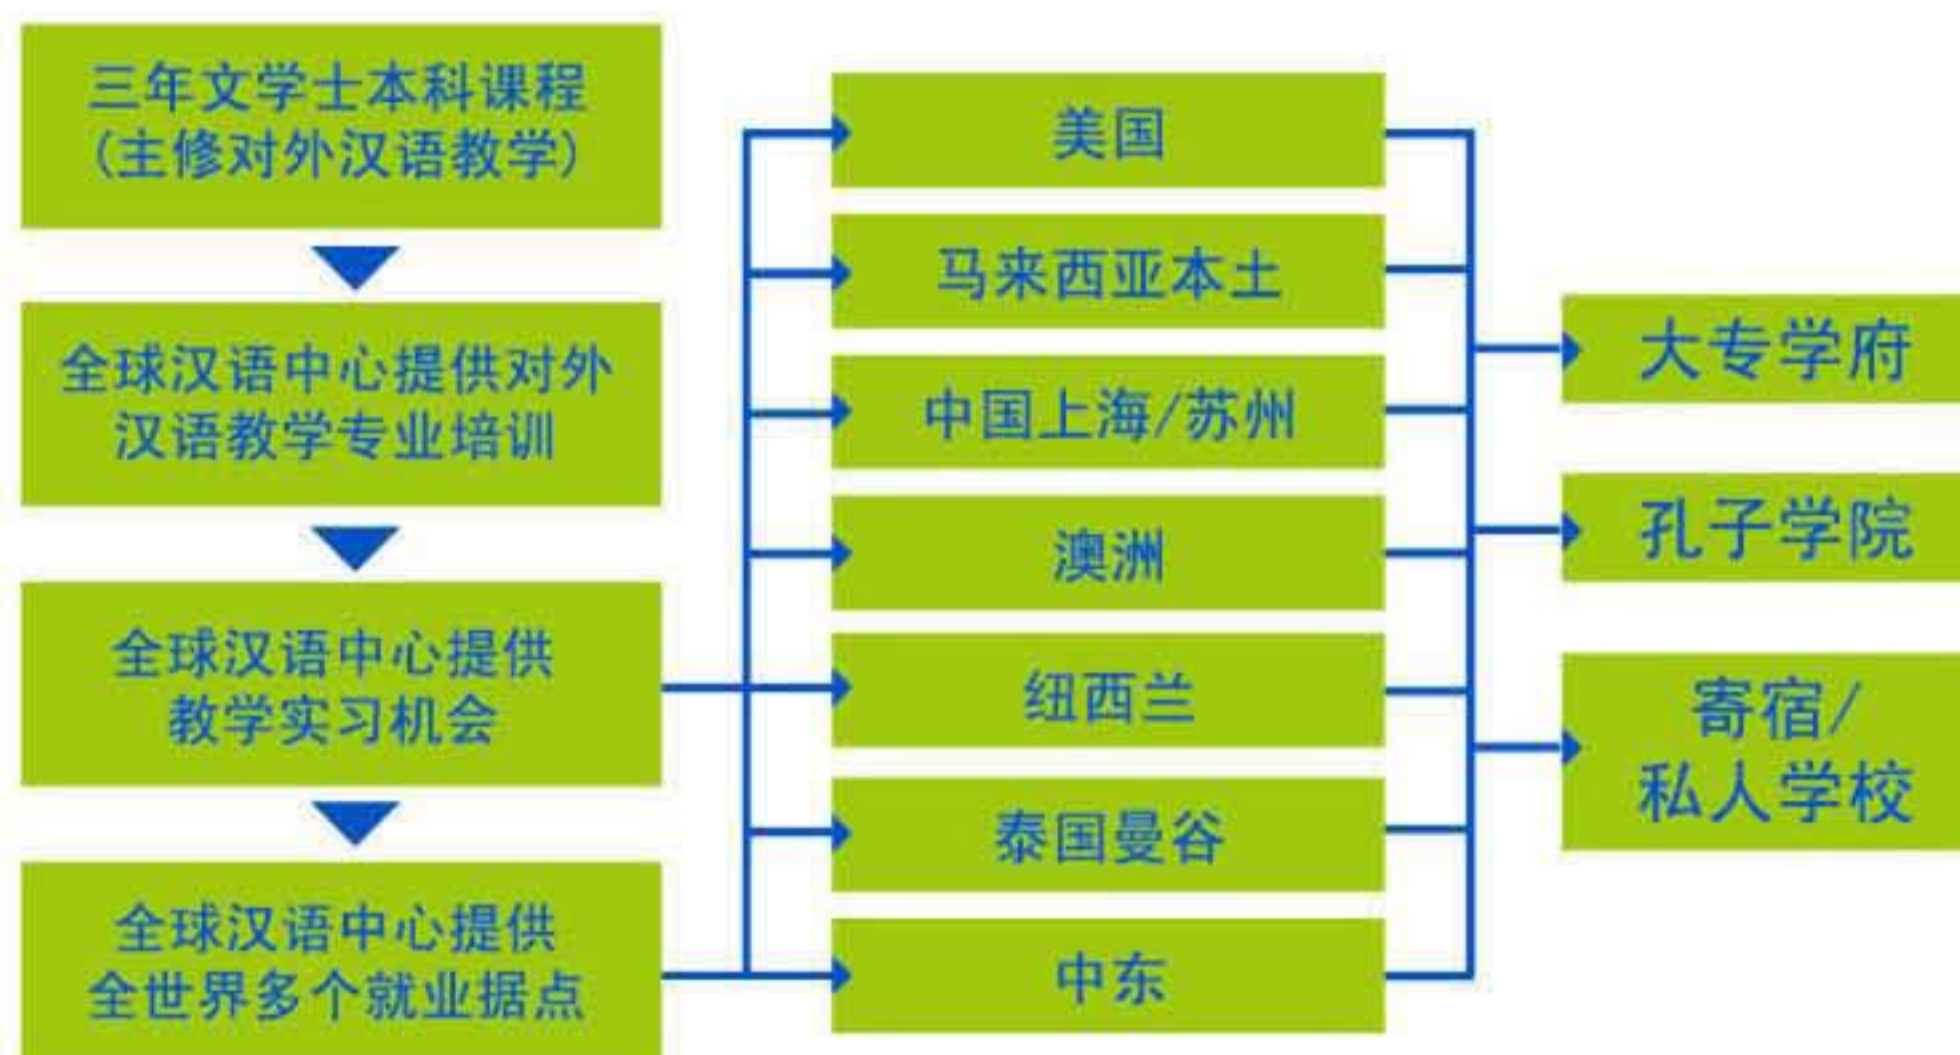 三年文学士本科课程
(主修对外汉语教学)
全球汉语中心提供对外
汉语教学专业培训
全球汉语中心提供
教学实习机会
全球汉语中心提供
全世界多个就业据点
美国
马来西亚本土
中国上海/苏州
澳洲
纽西兰
泰国曼谷
中东
大专学府
孔子学院
寄宿/
私人学校